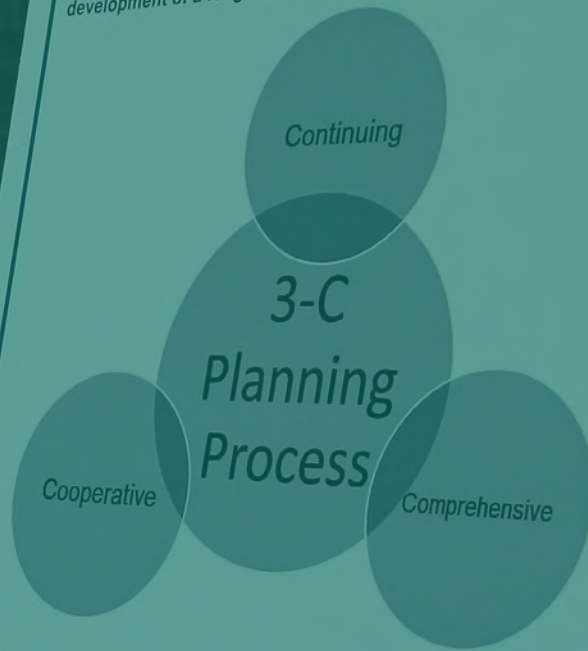 development of a
Continuing
3-C
Planning
Process
Cooperative
Comprehensive